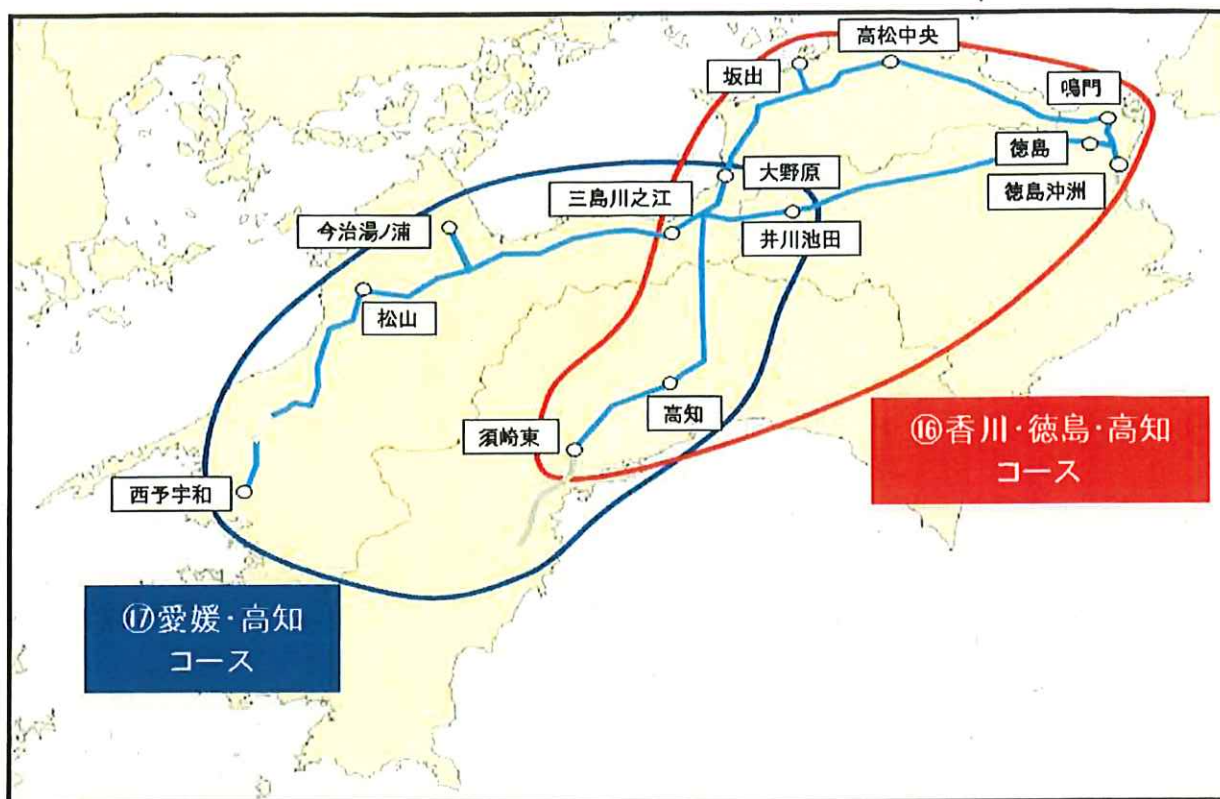 高松中央
坂出
鳴門
徳島
大野原
三島川之江
徳島沖洲
今治湯ノ浦
井川池田
松山
高知
須崎東
⑯香川・徳島・高知
コース
西予宇和
⑰愛媛・高知
コース